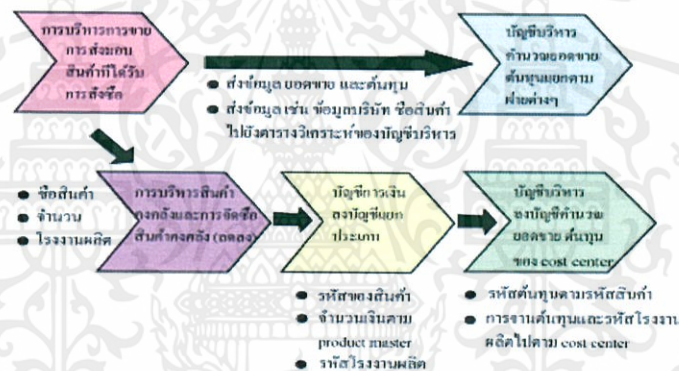 การบริหารการขาย
การส่งมอบ
สินค้าที่ได้รับ
การสั่งซื้อ
● ส่งข้อมูล ยอดขาย และต้นทุน
● ส่งข้อมูล เช่น ข้อมูลบริษัท ชื่อสินค้า
ไปยังตารางวิเคราะห์ของบัญชีบริหาร
บัญชีบริหาร
คำนวณยอดขาย
ต้นทุนแยกตาม
ฝ่ายต่างๆ
● ชื่อสินค้า
● จำนวน
● โรงงานผลิต
การบริหารสินค้า
คงคลังและการจัดซื้อ
สินค้าคงคลัง (ลดลง)
บัญชีการเงิน
ลงบัญชีแยก
ประเภท
บัญชีบริหาร
ลงบัญชีคำนวณ
ยอดขาย ต้นทุน
ของ cost center
● รหัสของสินค้า
● จำนวนเงินตาม
product master
● รหัสโรงงานผลิต
● รหัสต้นทุนตามรหัสสินค้า
● การงานต้นทุนและรหัสโรงงาน
ผลิตไปตาม cost center